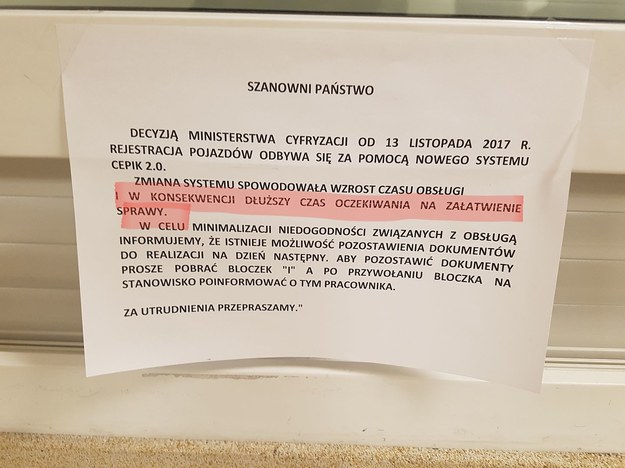 SZANOWNI PAŃSTWO
DECYZJĄ MINISTERSTWA CYFRYZACJI OD 13 LISTOPADA 2017 R.
REJESTRACJA POJAZDÓW ODBYWA SIĘ ZA POMOCĄ NOWEGO SYSTEMU
CEPIK 2.0.
ZMIANA SYSTEMU SPOWODOWAŁA WZROST CZASU OBSŁUGI
I W KONSEKWENCJI DŁUŻSZY CZAS OCZEKIWANIA NA ZAŁATWIENIE
SPRAWY.
W CELU MINIMALIZACJI NIEDOGODNOŚCI ZWIĄZANYCH Z OBSŁUGĄ
INFORMUJEMY, ŻE ISTNIEJE MOŻLIWOŚĆ POZOSTAWIENIA DOKUMENTÓW
DO REALIZACJI NA DZIEŃ NASTĘPNY. ABY POZOSTAWIĆ DOKUMENTY
PROSZE POBRAĆ BLOCZEK "I" A PO PRZYWOŁANIU BLOCZKA NA
STANOWISKO POINFORMOWAĆ O TYM PRACOWNIKA.
ZA UTRUDNIENIA PRZEPRASZAMY."